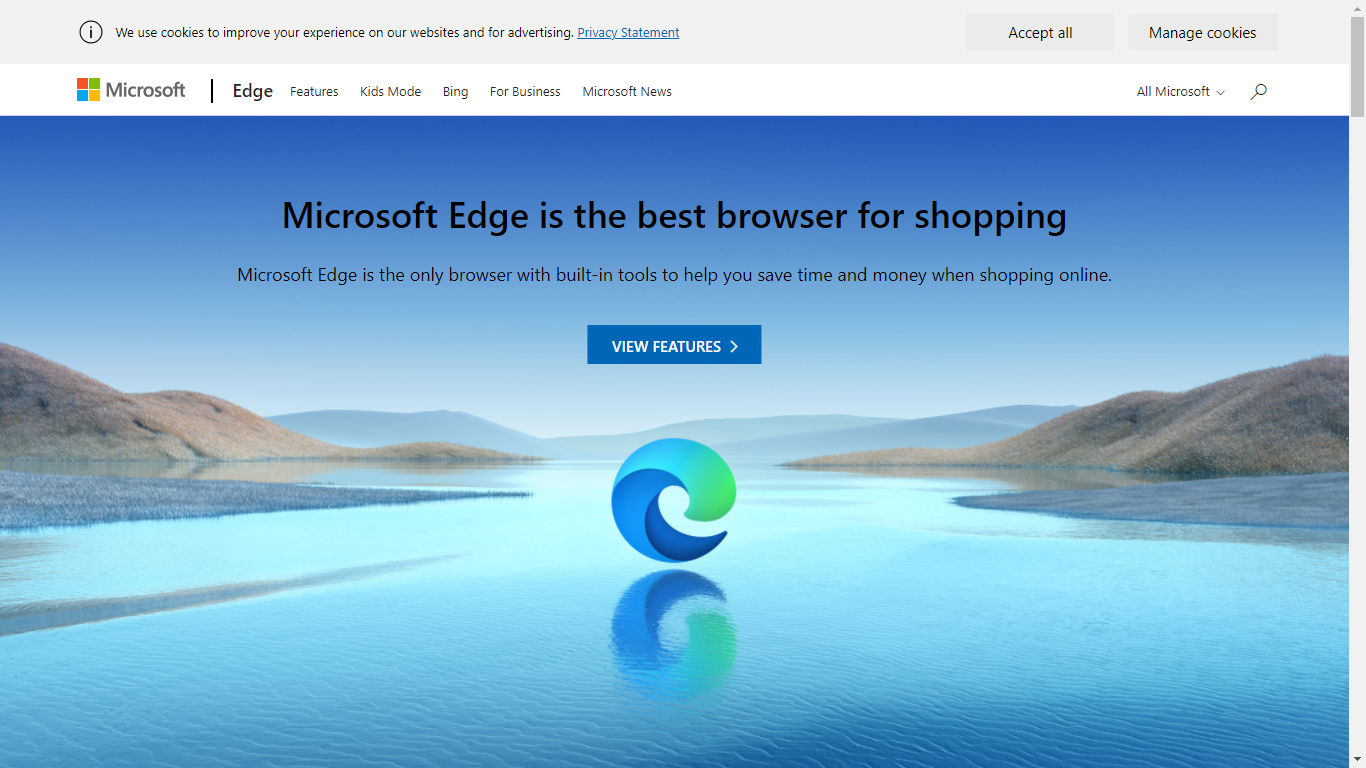 We use cookies to improve your experience on our websites and for advertising. Privacy Statement
Accept all
Manage cookies
Microsoft
Edge
Features
Kids Mode
Bing
For Business
Microsoft News
All Microsoft
Microsoft Edge is the best browser for shopping
Microsoft Edge is the only browser with built-in tools to help you save time and money when shopping online.
VIEW FEATURES